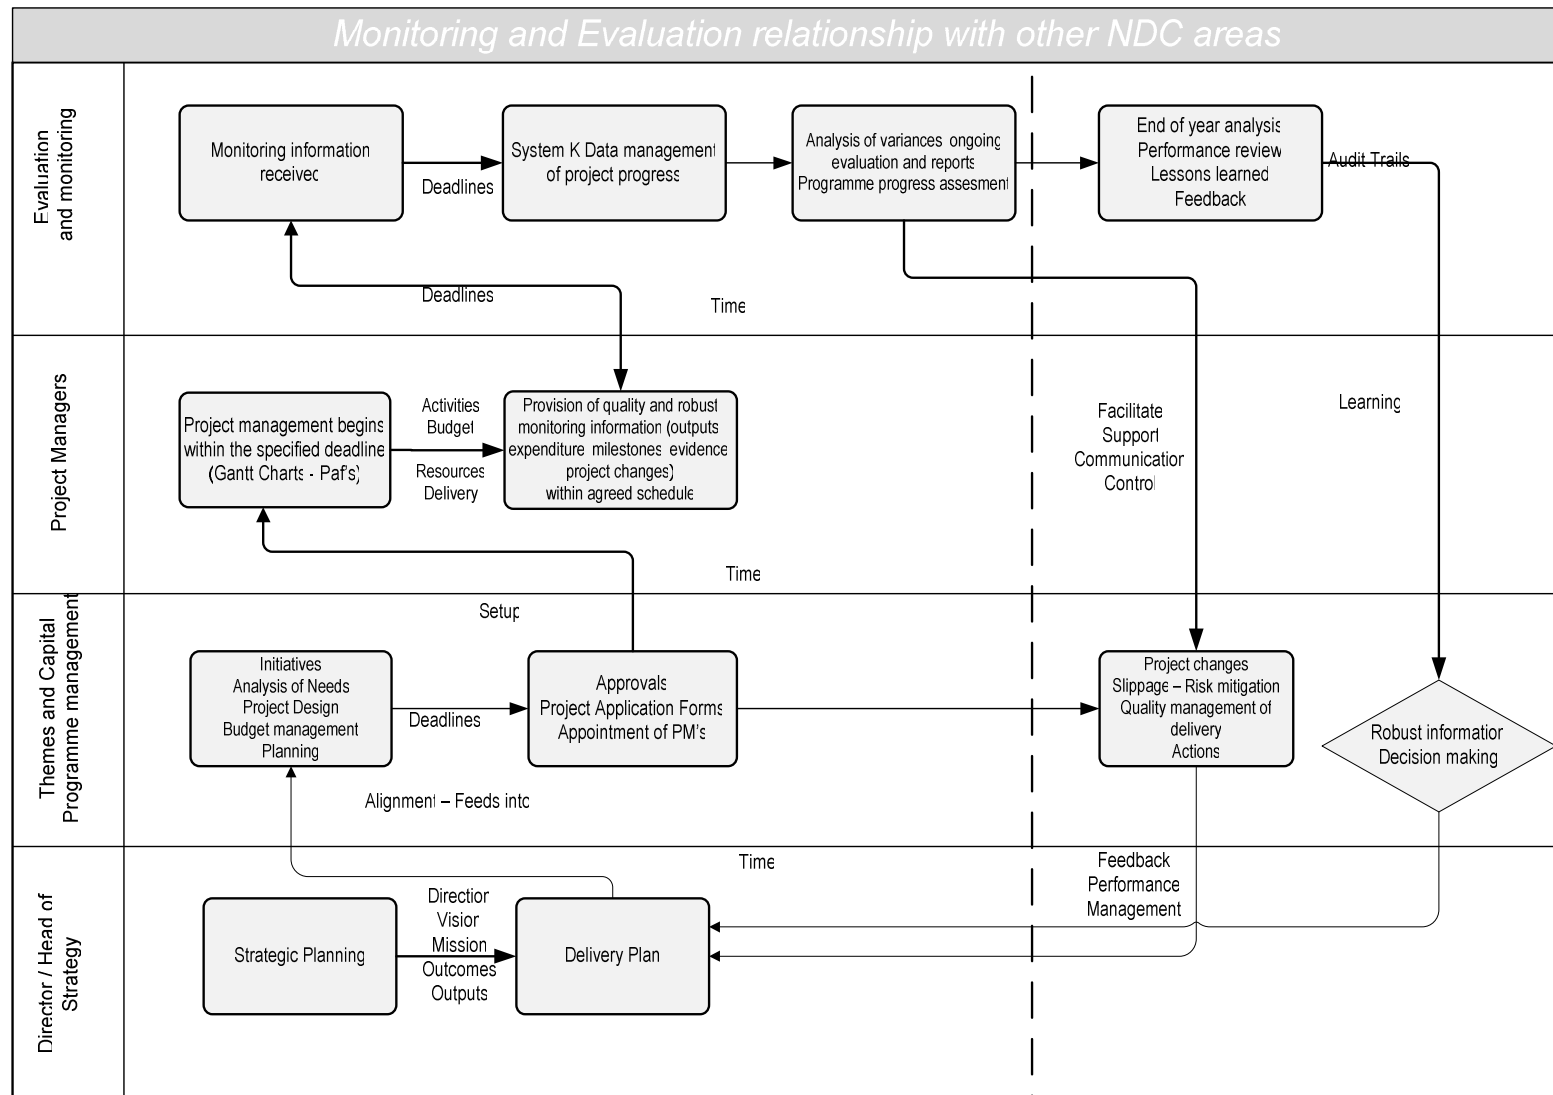 Monitoring and Evaluation relationship with other NDC areas
Evaluation
and monitoring
Monitoring information
received
Deadlines
System K Data management
of project progress
Analysis of variances ongoing
evaluation and reports
Programme progress assesment
End of year analysis
Performance review
Lessons learned
Feedback
Audit Trails
Deadlines
Time
Project Managers
Project management begins
within the specified deadline
(Gantt Charts - Paf's)
Activities
Budget
Resources
Delivery
Provision of quality and robust
monitoring information (outputs
expenditure milestones evidence
project changes)
within agreed schedule
Facilitate
Support
Communication
Control
Learning
Time
Themes and Capital
Programme management
Setup
Initiatives
Analysis of Needs
Project Design
Budget management
Planning
Deadlines
Approvals
Project Application Forms
Appointment of PM's
Project changes
Slippage – Risk mitigation
Quality management of
delivery
Actions
Robust information
Decision making
Alignment – Feeds into
Director / Head of
Strategy
Time
Strategic Planning
Direction
Vision
Mission
Outcomes
Outputs
Delivery Plan
Feedback
Performance
Management